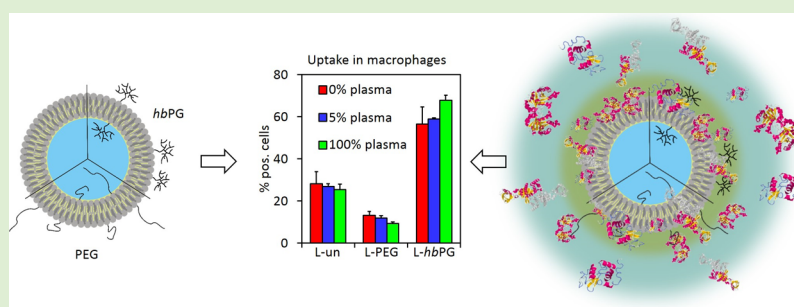 hbPG
PEG
Uptake in macrophages
% pos. cells
80
60
40
20
0
0% plasma
5% plasma
100% plasma
L-un
L-PEG
L-hbPG